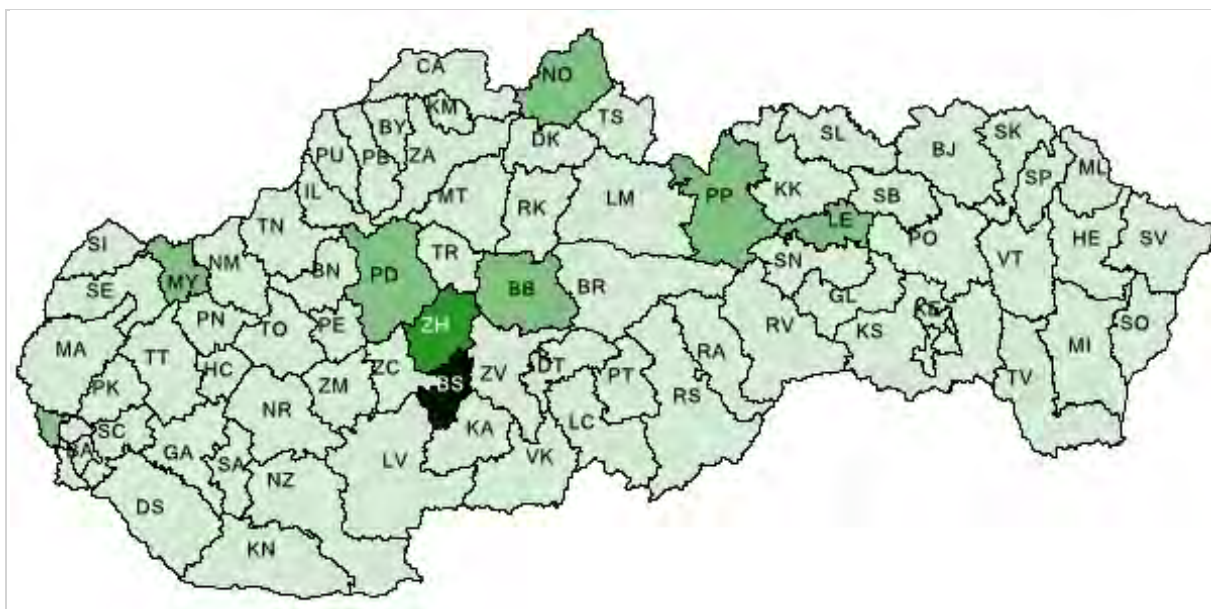 CA
NO
KM
TS
BY
DK
SL
SK
PU
PB
ZA
BJ
ML
IL
MT
RK
LM
PP
KK
SB
SP
TN
LE
SI
NM
BN
PD
TR
BB
BR
SN
PO
VT
HE
SV
MY
SE
PN
TO
PE
ZH
GL
KE
KS
SO
MA
TT
HC
ZC
BS
ZV
DT
PT
RA
RV
MI
PK
ZM
NR
RS
TV
SC
BA
GA
SA
KA
LC
LV
VK
NZ
DS
KN